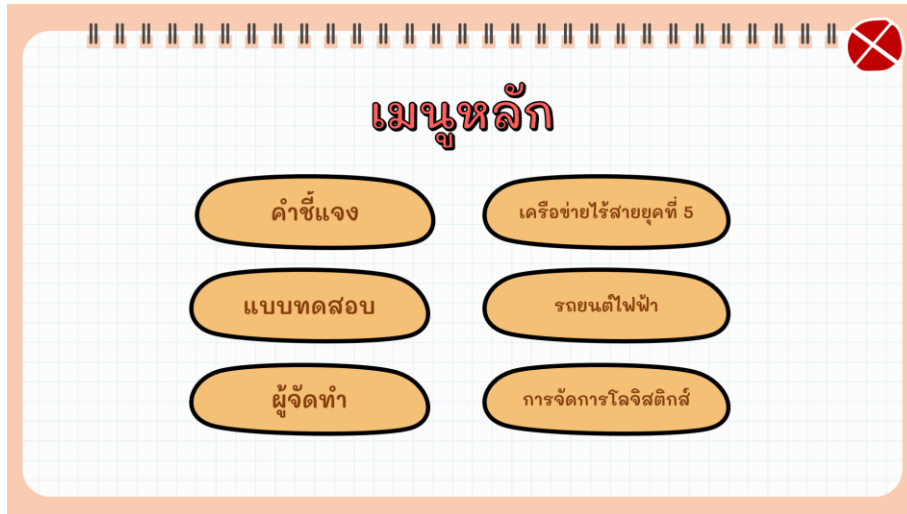 เมนูหลัก
คำชี้แจง
เครือข่ายไร้สายยุคที่ 5
แบบทดสอบ
รถยนต์ไฟฟ้า
ผู้จัดทำ
การจัดการโลจิสติกส์